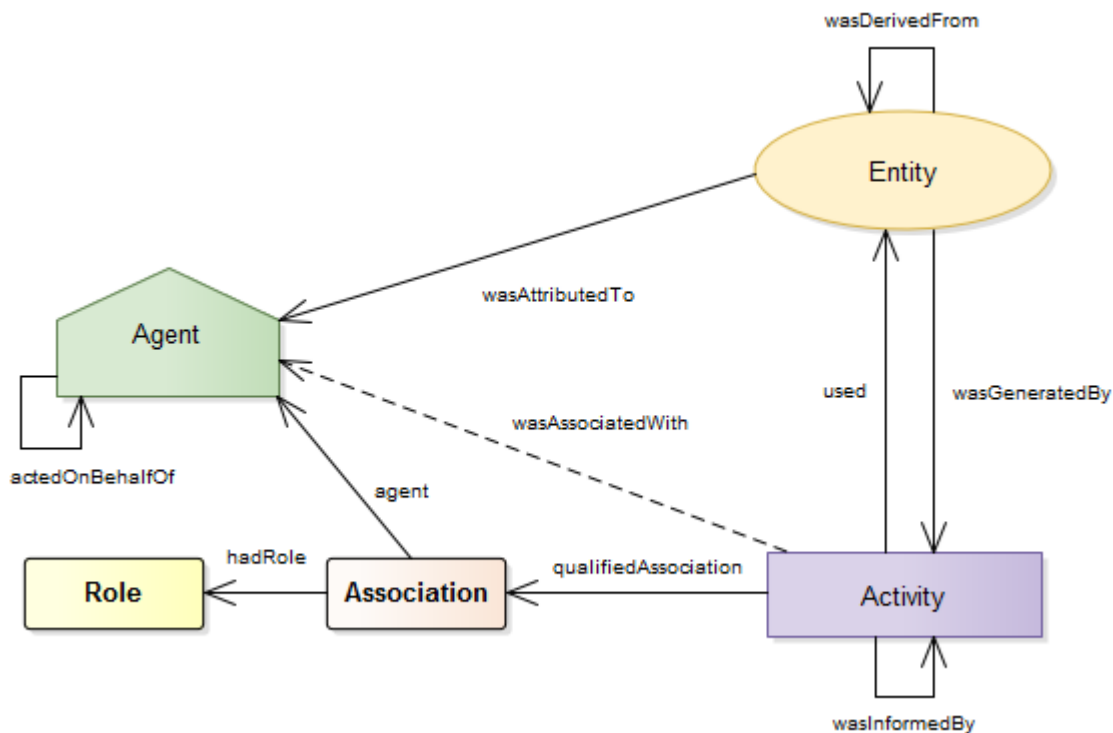 wasDerivedFrom
Entity
wasAttributedTo
Agent
used
wasGeneratedBy
wasAssociatedWith
actedOnBehalfOf
agent
hadRole
qualifiedAssociation
Role
Association
Activity
wasInformedBy